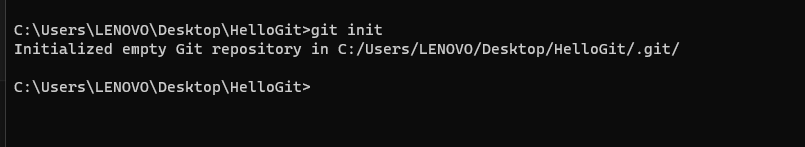 C:\Users\LENOVO\Desktop\HelloGit>git init
Initialized empty Git repository in C:/Users/LENOVO/Desktop/HelloGit/.git/
C:\Users\LENOVO\Desktop\HelloGit>